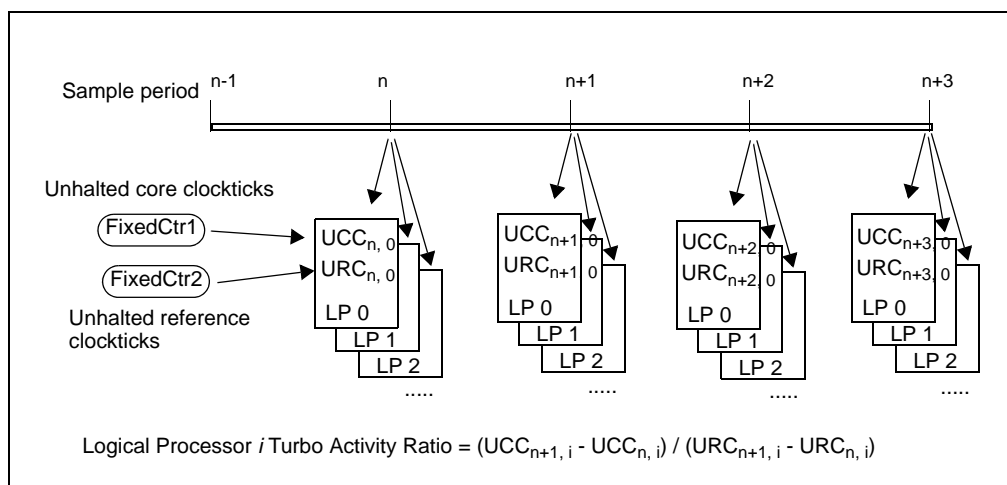 Sample period n-1 n n+1 n+2 n+3
Unhalted core clockticks
FixedCtr1
FixedCtr2
Unhalted reference
clockticks
UCCn, 0
URCn, 0
LP 0
LP 1
LP 2
.....
UCCn+1, 0
URCn+1, 0
LP 0
LP 1
LP 2
.....
UCCn+2, 0
URCn+2, 0
LP 0
LP 1
LP 2
.....
UCCn+3, 0
URCn+3, 0
LP 0
LP 1
LP 2
.....
Logical Processor i Turbo Activity Ratio = (UCCn+1, i - UCCn, i) / (URCn+1, i - URCn, i)